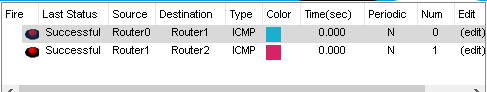 Fire Last Status Source Destination Type Color Time(sec) Periodic Num Edit
Successful Router0 Router1 ICMP 0.000 N 0 (edit)
Successful Router1 Router2 ICMP 0.000 N 1 (edit)